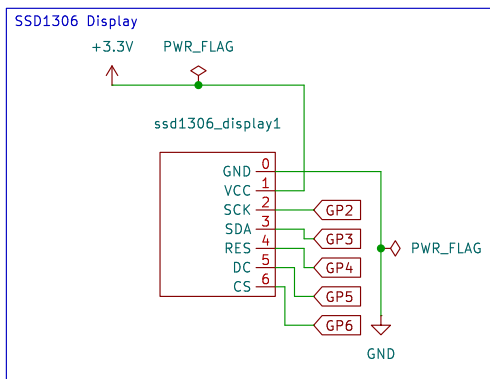 SSD1306 Display
+3.3V PWR_FLAG
ssd1306_display1
GND 0
VCC 1
SCK 2 GP2
SDA 3 GP3
RES 4 GP4
DC 5 GP5
CS 6 GP6
PWR_FLAG
GND